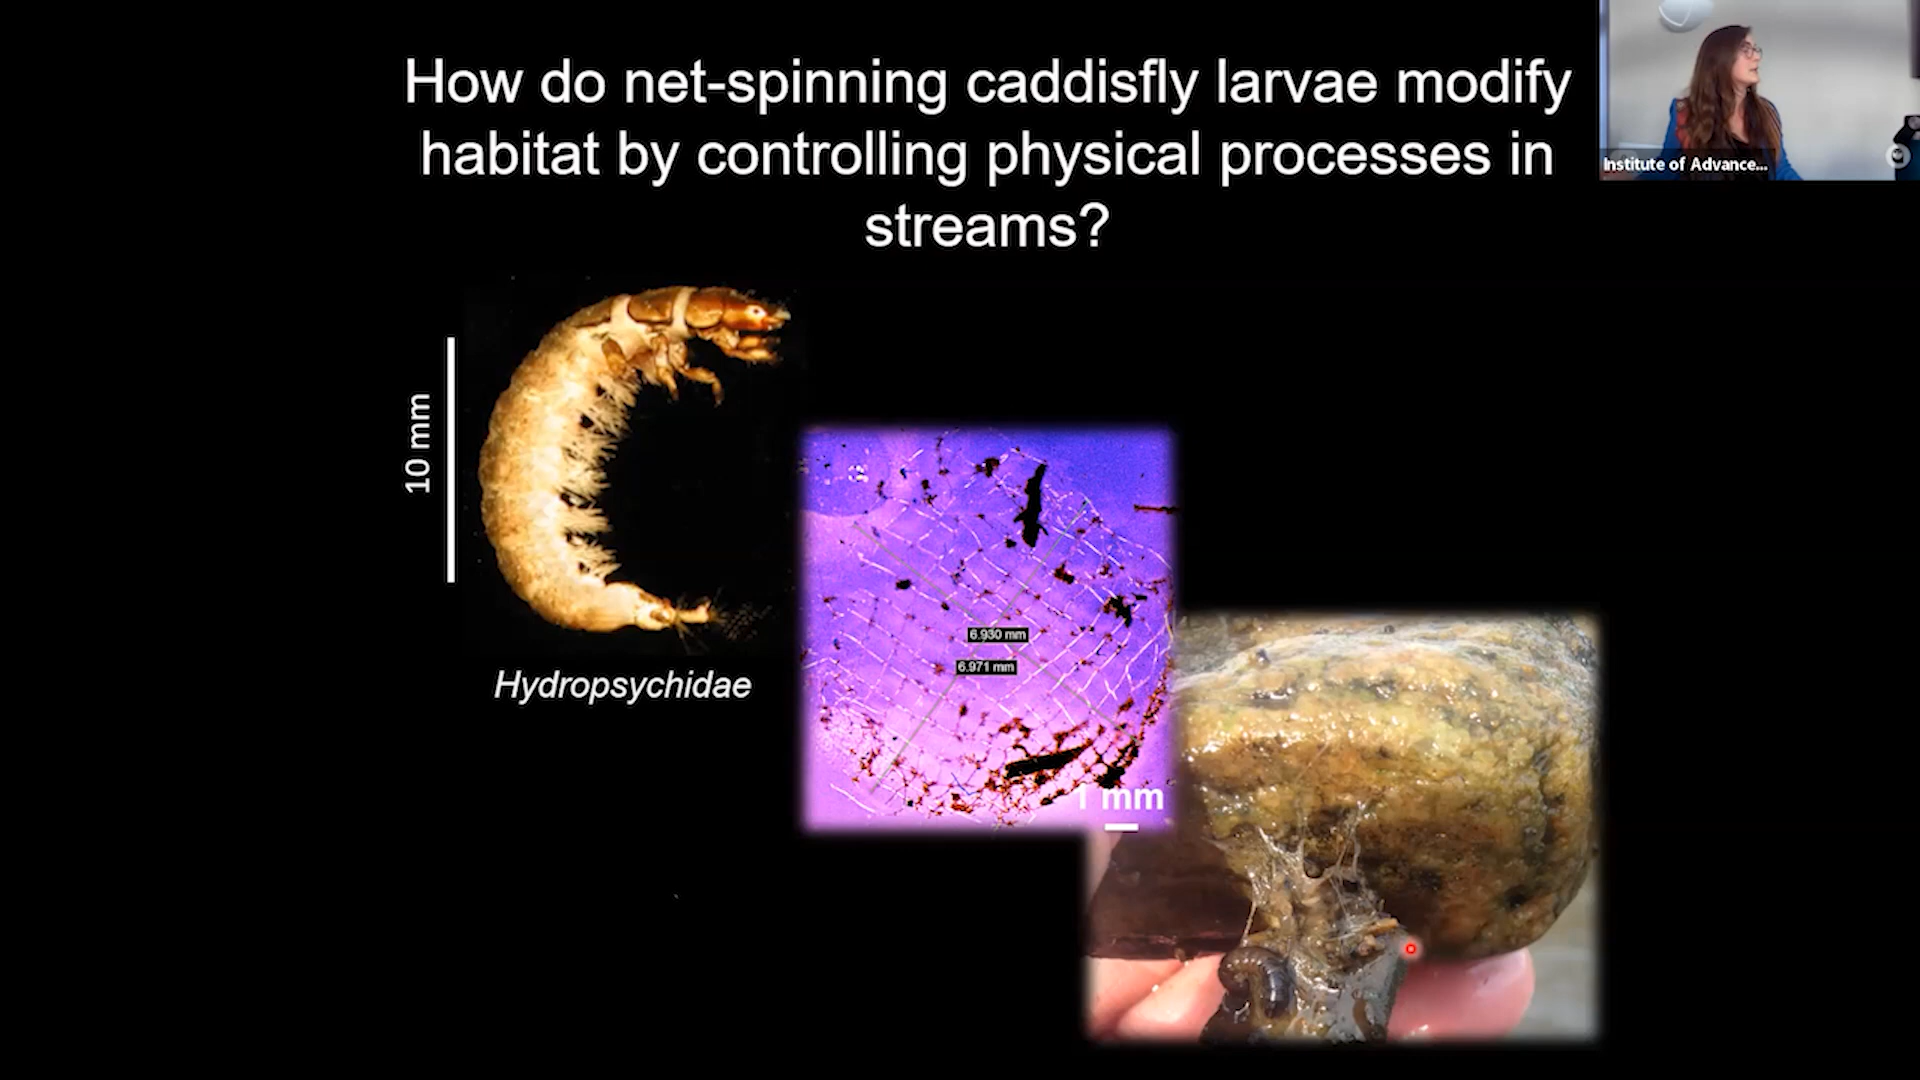 How do net-spinning caddisfly larvae modify
habitat by controlling physical processes in
streams?
Institute of Advance...
10 mm
Hydropsychidae
6.930 mm
6.971 mm
1 mm